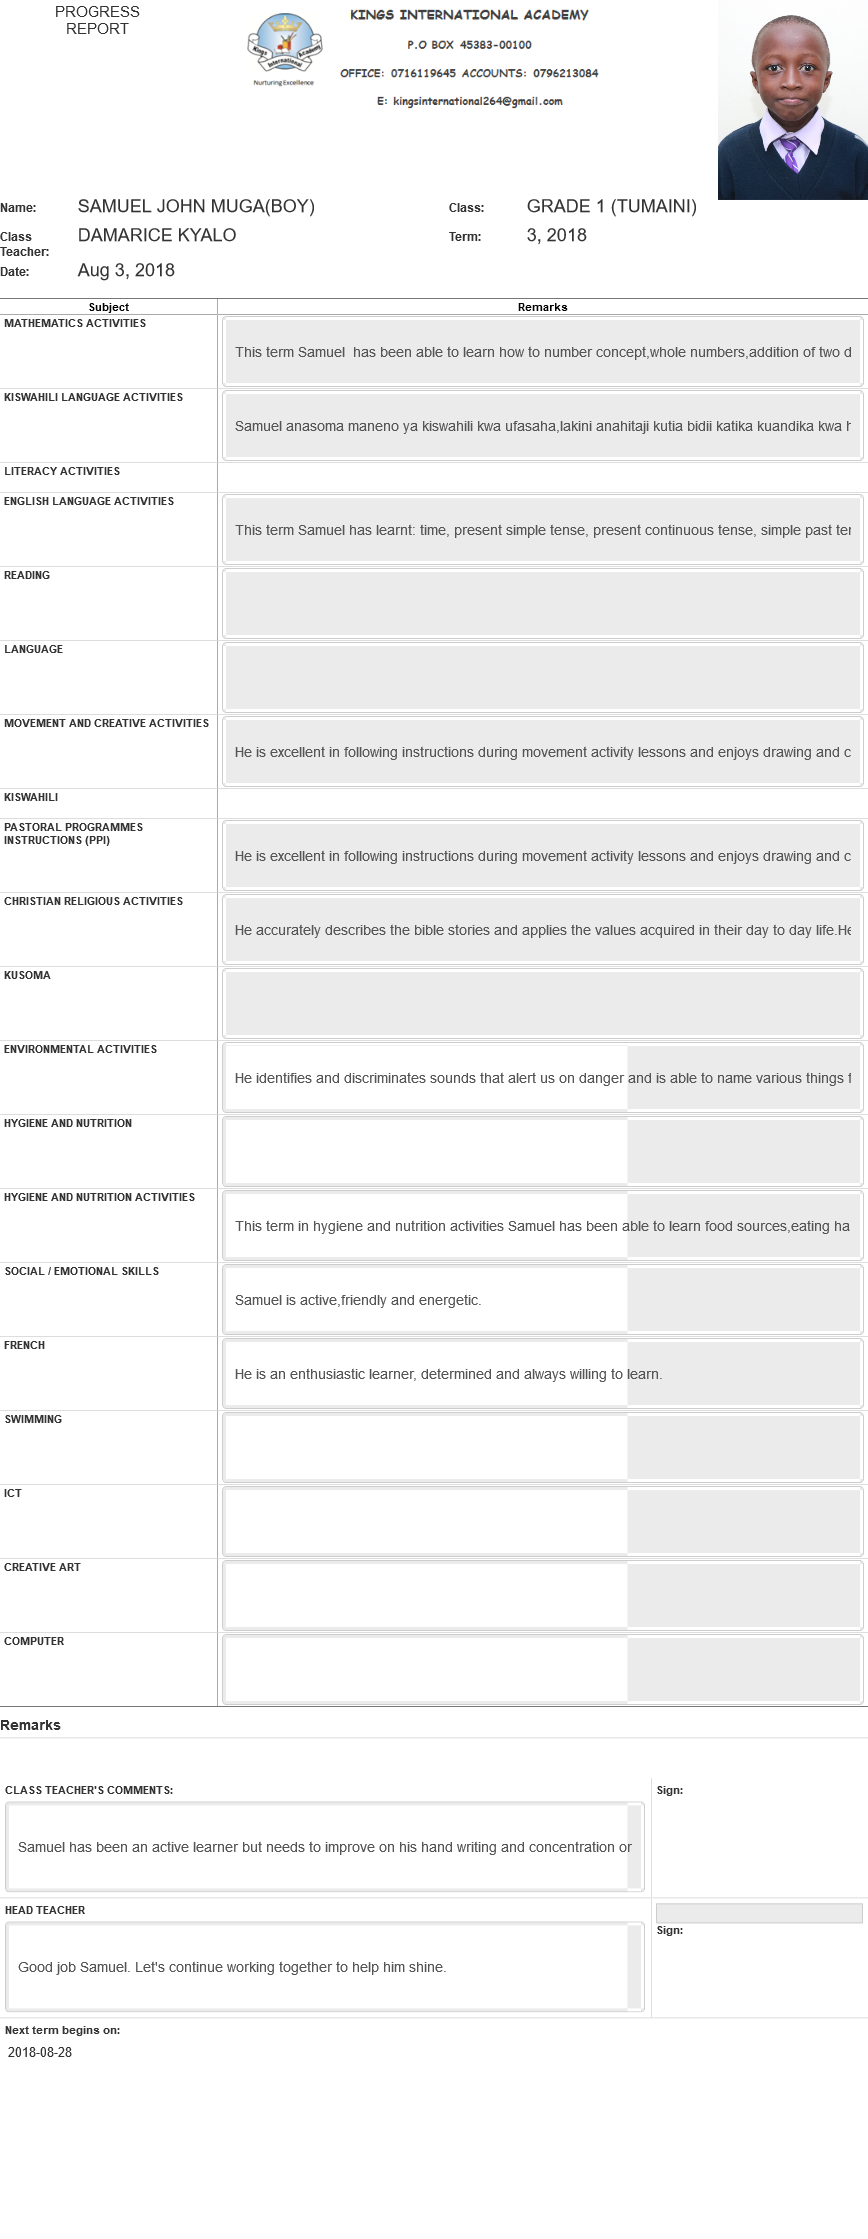 PROGRESS
REPORT
KINGS INTERNATIONAL ACADEMY
P.O BOX 45383-00100
OFFICE: 0716119645 ACCOUNTS: 0796213084
E: kingsinternational264@gmail.com
Kings International Academy
Nurturing Excellence
Name: SAMUEL JOHN MUGA(BOY) Class: GRADE 1 (TUMAINI)
Class Teacher: DAMARICE KYALO Term: 3, 2018
Date: Aug 3, 2018
Subject Remarks
MATHEMATICS ACTIVITIES
This term Samuel  has been able to learn how to number concept,whole numbers,addition of two d
KISWAHILI LANGUAGE ACTIVITIES
Samuel anasoma maneno ya kiswahili kwa ufasaha,lakini anahitaji kutia bidii katika kuandika kwa
LITERACY ACTIVITIES
ENGLISH LANGUAGE ACTIVITIES
This term Samuel has learnt: time, present simple tense, present continuous tense, simple past
READING
LANGUAGE
MOVEMENT AND CREATIVE ACTIVITIES
He is excellent in following instructions during movement activity lessons and enjoys drawing and c
KISWAHILI
PASTORAL PROGRAMMES
INSTRUCTIONS (PPI)
He is excellent in following instructions during movement activity lessons and enjoys drawing and c
CHRISTIAN RELIGIOUS ACTIVITIES
He accurately describes the bible stories and applies the values acquired in their day to day life.He
KUSOMA
ENVIRONMENTAL ACTIVITIES
He identifies and discriminates sounds that alert us on danger and is able to name various things
HYGIENE AND NUTRITION
HYGIENE AND NUTRITION ACTIVITIES
This term in hygiene and nutrition activities Samuel has been able to learn food sources,eating ha
SOCIAL / EMOTIONAL SKILLS
Samuel is active,friendly and energetic.
FRENCH
He is an enthusiastic learner, determined and always willing to learn.
SWIMMING
ICT
CREATIVE ART
COMPUTER
Remarks
CLASS TEACHER'S COMMENTS: Sign:
Samuel has been an active learner but needs to improve on his hand writing and concentration or
HEAD TEACHER
Sign:
Good job Samuel. Let's continue working together to help him shine.
Next term begins on:
2018-08-28